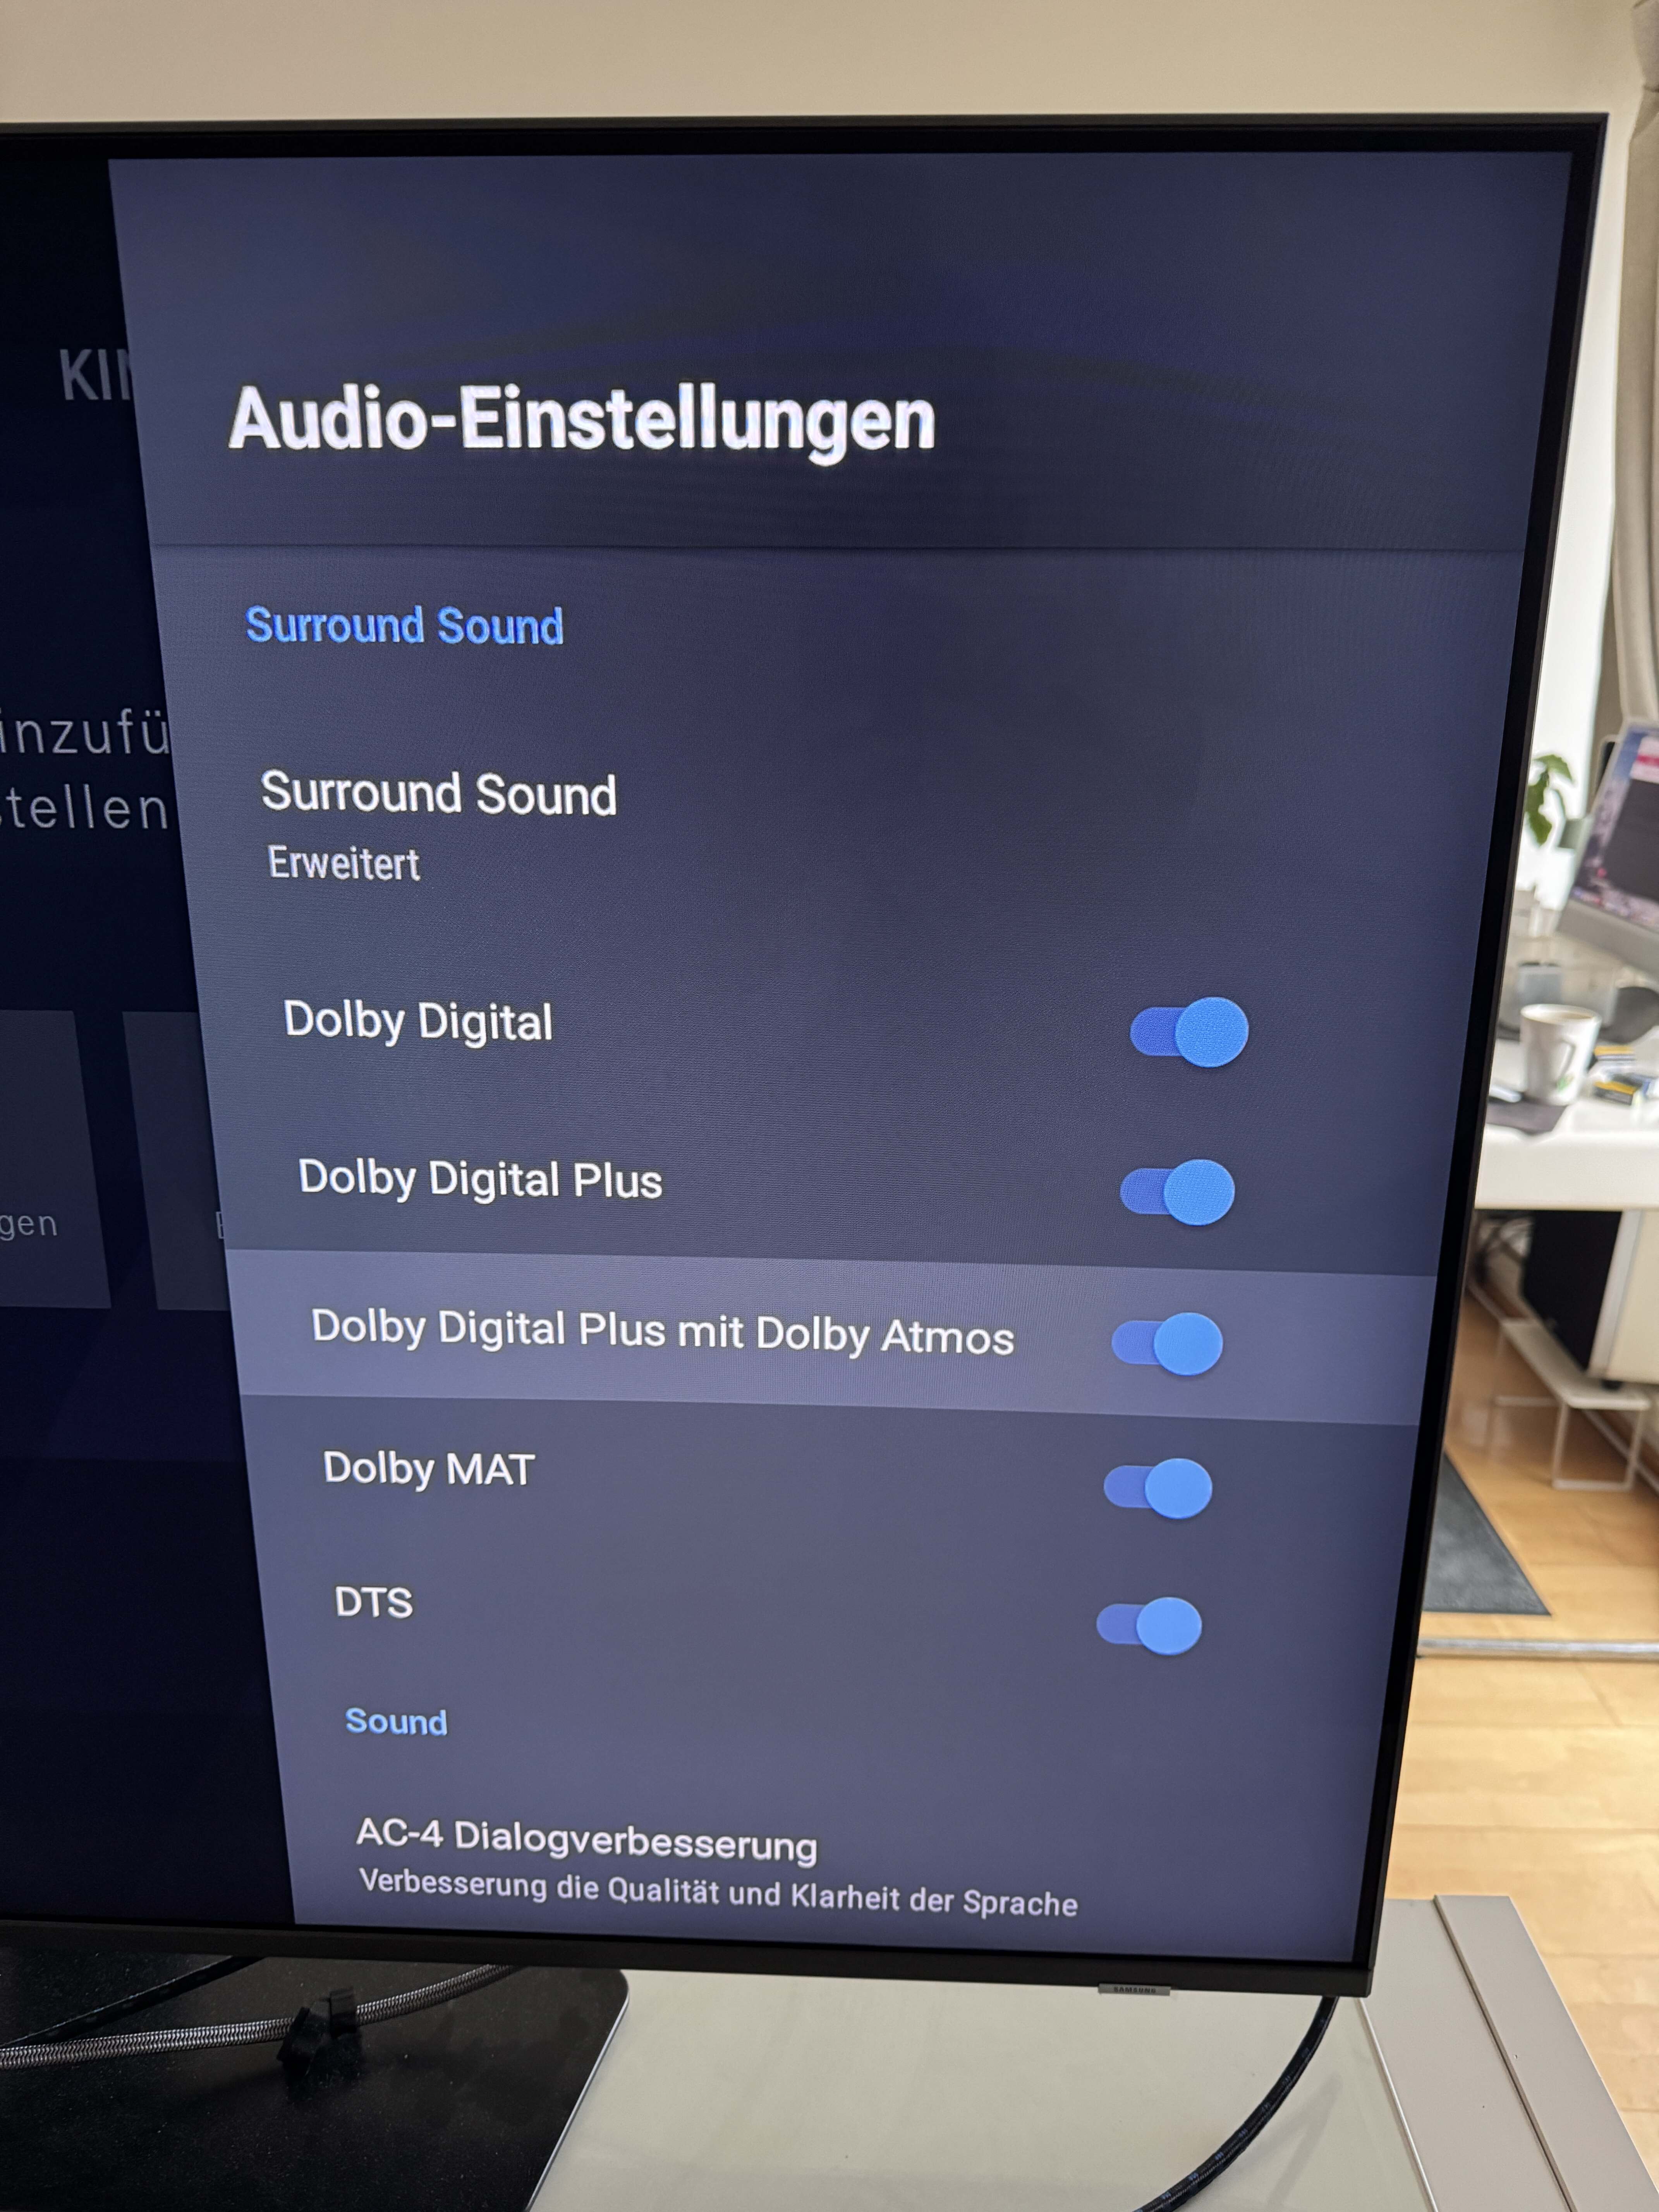 KIN
Audio-Einstellungen
Surround Sound
inzufü
Surround Sound
tellen
Erweitert
Dolby Digital
Dolby Digital Plus
gen
Dolby Digital Plus mit Dolby Atmos
Dolby MAT
DTS
Sound
AC-4 Dialogverbesserung
Verbesserung die Qualität und Klarheit der Sprache
SAMSUNG